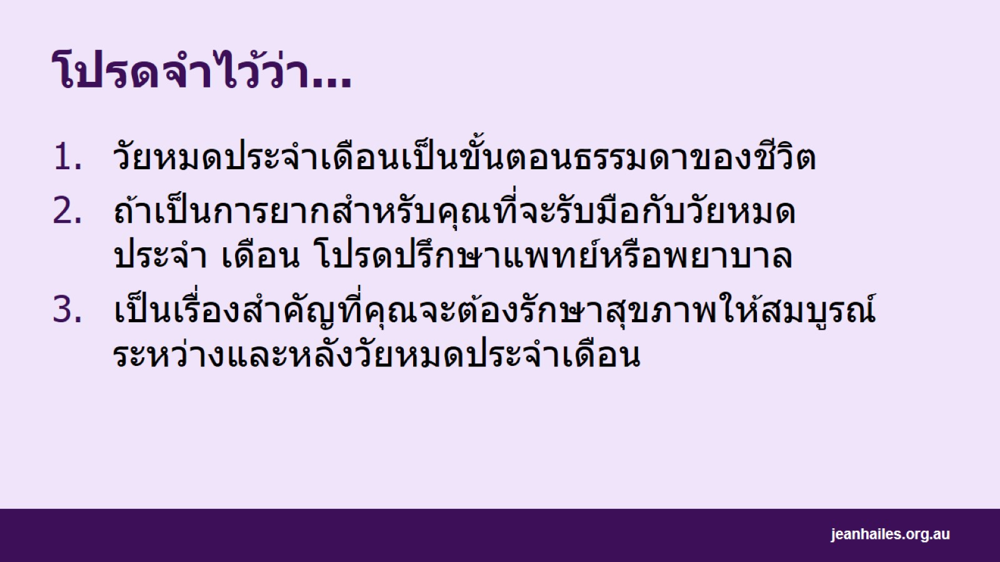 โปรดจำไว้ว่า...
1. วัยหมดประจำเดือนเป็นขั้นตอนธรรมดาของชีวิต
2. ถ้าเป็นการยากสำหรับคุณที่จะรับมือกับวัยหมด
ประจำ เดือน โปรดปรึกษาแพทย์หรือพยาบาล
3. เป็นเรื่องสำคัญที่คุณจะต้องรักษาสุขภาพให้สมบูรณ์
ระหว่างและหลังวัยหมดประจำเดือน
jeanhailes.org.au